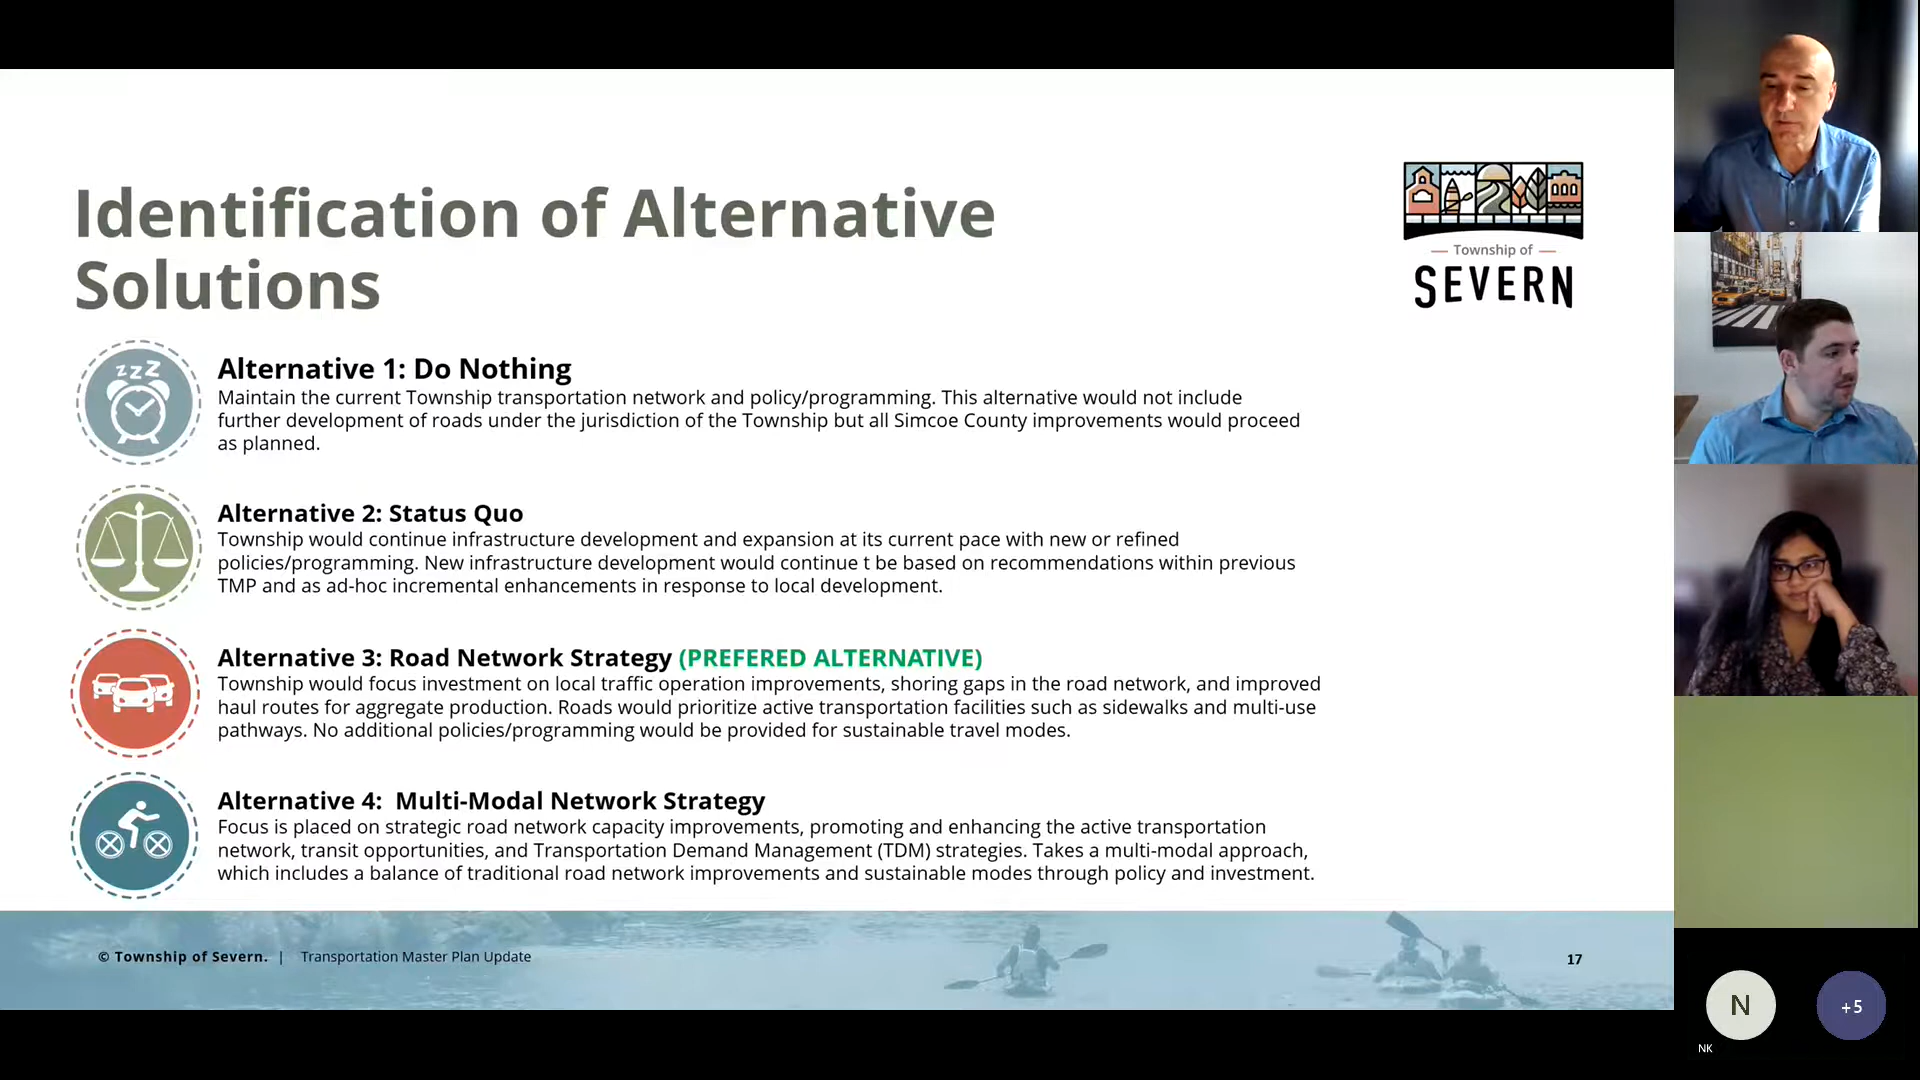 Identification of Alternative
Solutions
Township of
SEVERN
zzZ
Alternative 1: Do Nothing
Maintain the current Township transportation network and policy/programming. This alternative would not include
further development of roads under the jurisdiction of the Township but all Simcoe County improvements would proceed
as planned.
Alternative 2: Status Quo
Township would continue infrastructure development and expansion at its current pace with new or refined
policies/programming. New infrastructure development would continue t be based on recommendations within previous
TMP and as ad-hoc incremental enhancements in response to local development.
Alternative 3: Road Network Strategy (PREFERED ALTERNATIVE)
Township would focus investment on local traffic operation improvements, shoring gaps in the road network, and improved
haul routes for aggregate production. Roads would prioritize active transportation facilities such as sidewalks and multi-use
pathways. No additional policies/programming would be provided for sustainable travel modes.
Alternative 4: Multi-Modal Network Strategy
Focus is placed on strategic road network capacity improvements, promoting and enhancing the active transportation
network, transit opportunities, and Transportation Demand Management (TDM) strategies. Takes a multi-modal approach,
which includes a balance of traditional road network improvements and sustainable modes through policy and investment.
© Township of Severn. | Transportation Master Plan Update
17
N
+5
NK